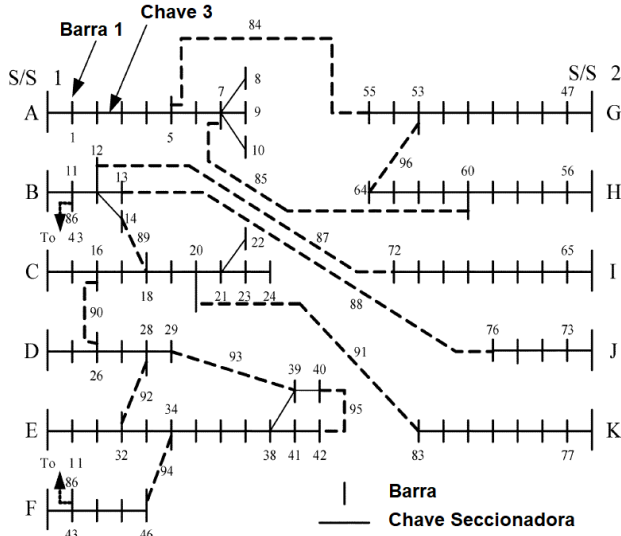 Chave 3
Barra 1
84
S/S 1
S/S 2
7
8
55
53
47
A
9
G
1
5
10
12
96
11
13
85
60
56
B
64
H
86
14
To 43
89
87
22
16
20
72
65
C
I
18
21
23
24
88
90
28
29
76
73
D
93
91
J
26
39
40
92
34
95
E
K
32
38
41
42
83
77
To 11
94
86
F
Barra
43
46
Chave Seccionadora